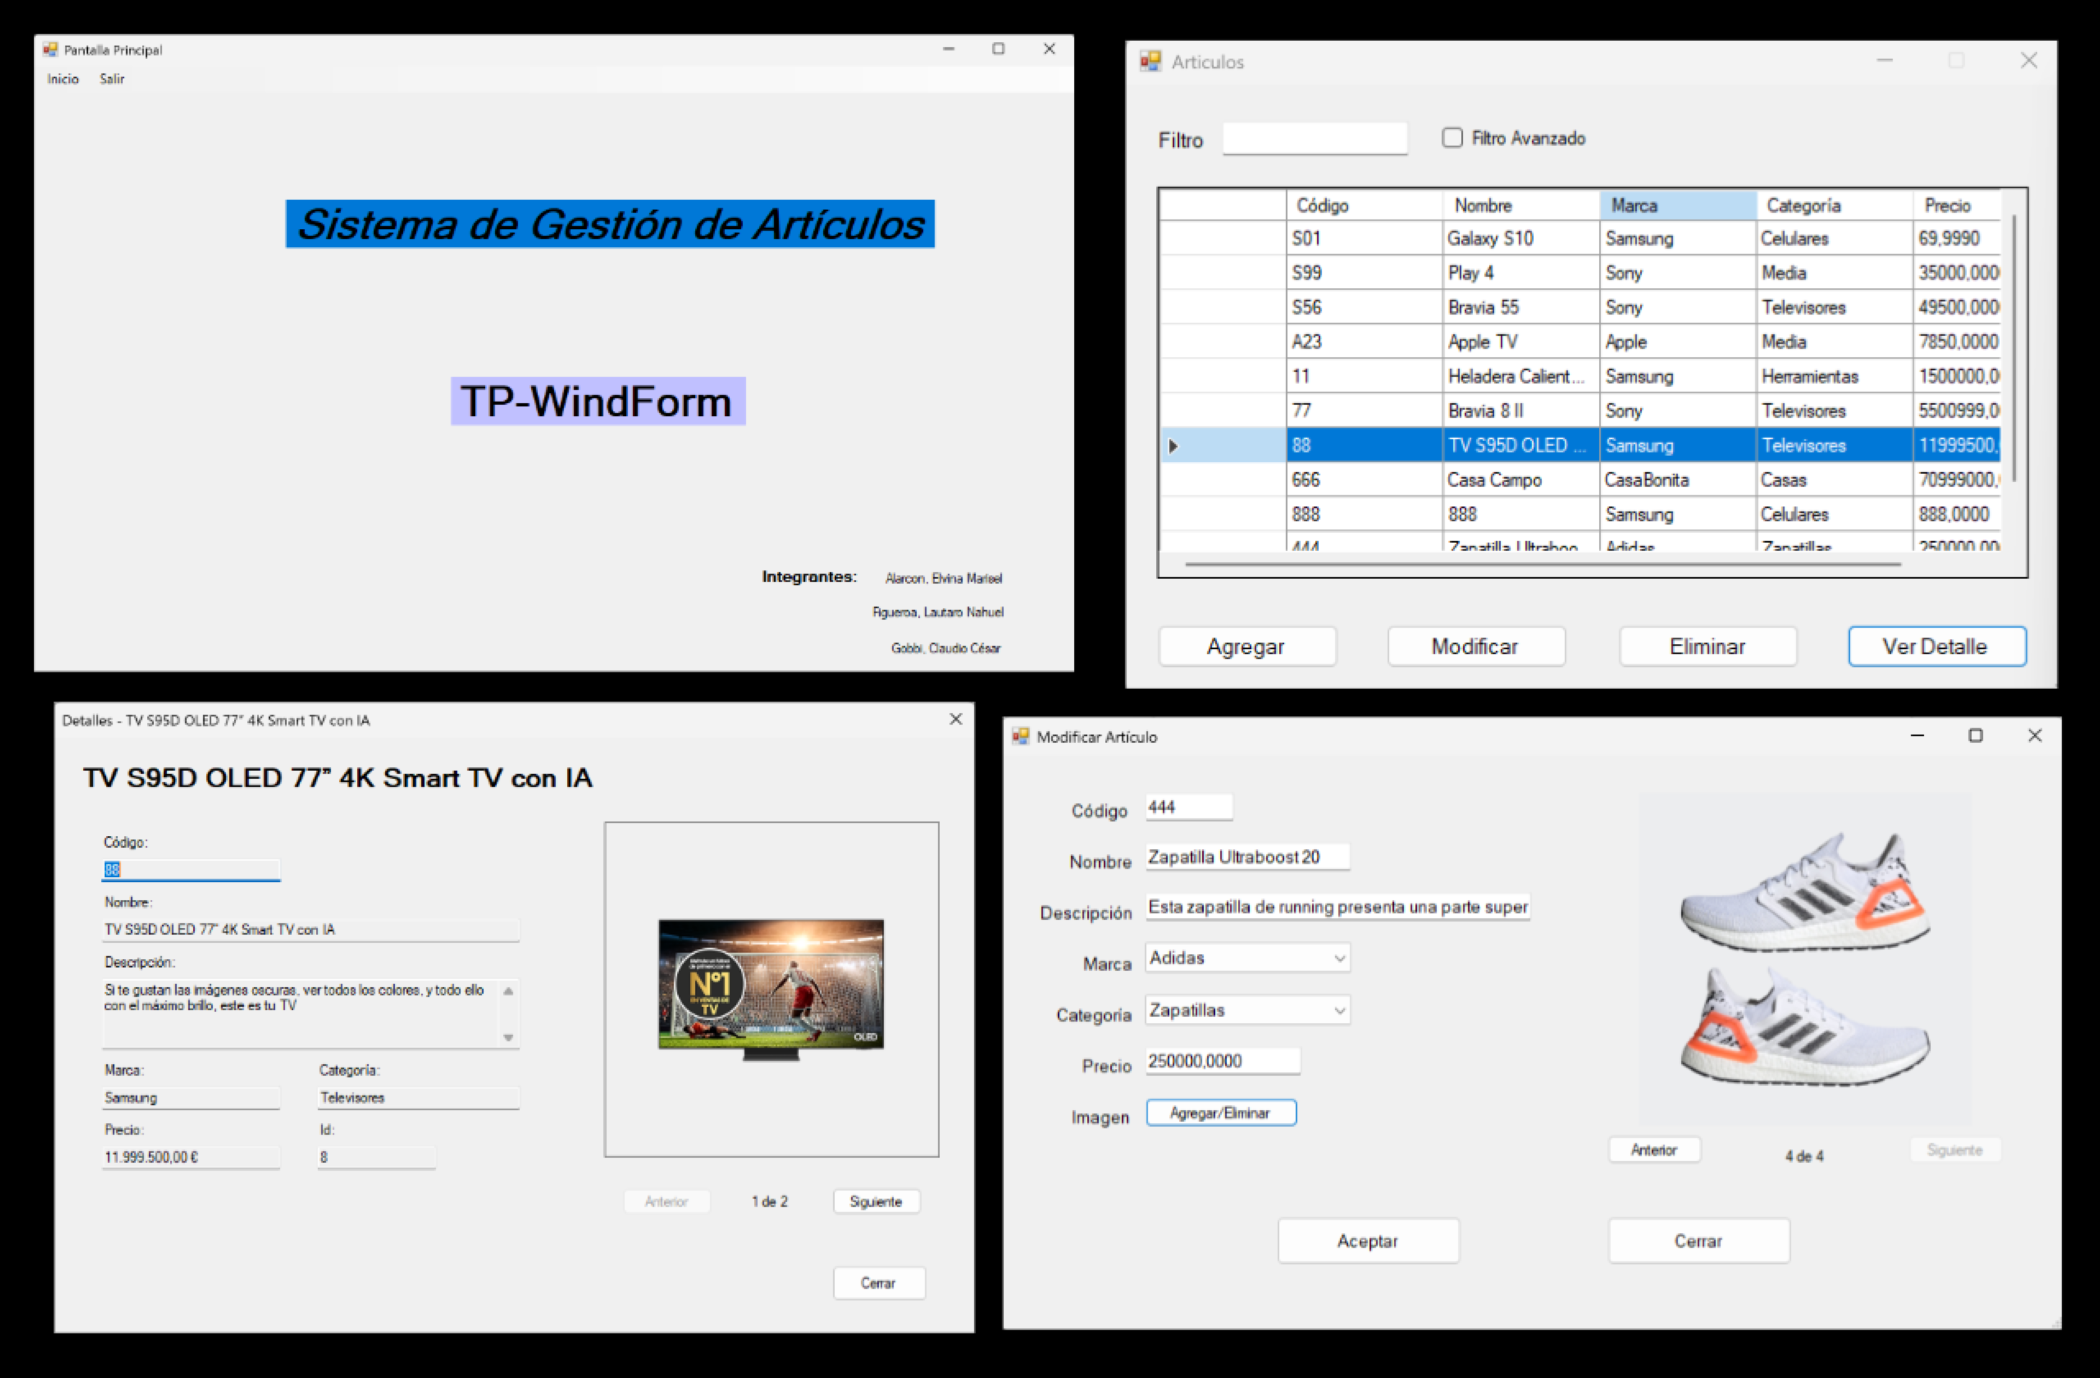 Pantalla Principal
Inicio Salir
Sistema de Gestión de Artículos
TP-WindForm
Integrantes: Alarcon, Elvina Marisel
Figueroa, Lautaro Nahuel
Gobbi, Claudio César
Articulos
Filtro Filtro Avanzado
Código Nombre Marca Categoría Precio
S01 Galaxy S10 Samsung Celulares 69,9990
S99 Play 4 Sony Media 35000,000
S56 Bravia 55 Sony Televisores 49500,000
A23 Apple TV Apple Media 7850,0000
11 Heladera Calient... Samsung Herramientas 1500000,0
77 Bravia 8 II Sony Televisores 5500999,0
88 TV S95D OLED ... Samsung Televisores 11999500,
666 Casa Campo CasaBonita Casas 70999000,
888 888 Samsung Celulares 888,0000
444 Zapatilla Ultraboo Adidas Zapatillas 250000,00
Agregar Modificar Eliminar Ver Detalle
Detalles - TV S95D OLED 77" 4K Smart TV con IA
TV S95D OLED 77" 4K Smart TV con IA
Código:
88
Nombre:
TV S95D OLED 77" 4K Smart TV con IA
Descripción:
Si te gustan las imágenes oscuras, ver todos los colores, y todo ello
con el máximo brillo, este es tu TV
Marca: Categoría:
Samsung Televisores
Precio: Id:
11.999.500,00 € 8
Nº1
EN VENTAS DE
TV
OLED
Anterior 1 de 2 Siguiente
Cerrar
Modificar Artículo
Código 444
Nombre Zapatilla Ultraboost 20
Descripción Esta zapatilla de running presenta una parte super
Marca Adidas
Categoría Zapatillas
Precio 250000,0000
Imagen Agregar/Eliminar
Anterior 4 de 4 Siguiente
Aceptar Cerrar